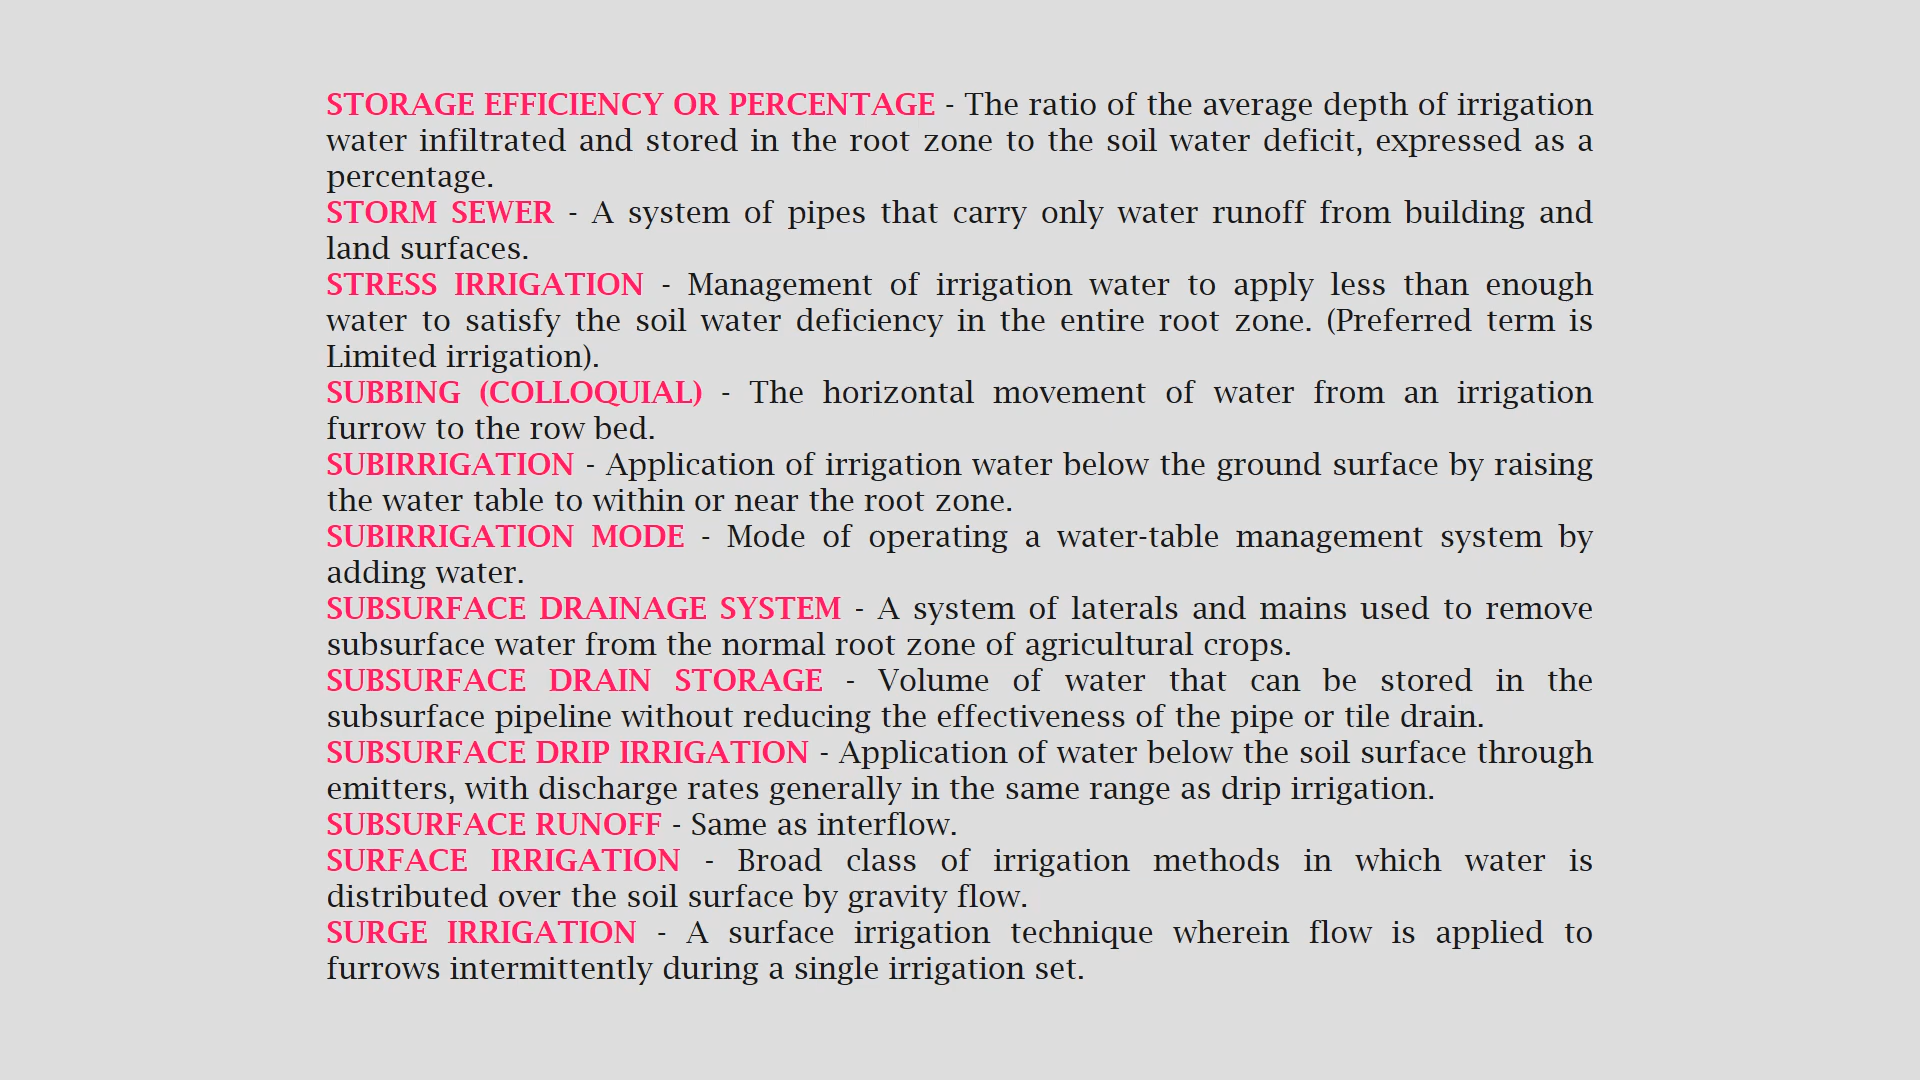 STORAGE EFFICIENCY OR PERCENTAGE - The ratio of the average depth of irrigation
water infiltrated and stored in the root zone to the soil water deficit, expressed as a
percentage.
STORM SEWER - A system of pipes that carry only water runoff from building and
land surfaces.
STRESS IRRIGATION - Management of irrigation water to apply less than enough
water to satisfy the soil water deficiency in the entire root zone. (Preferred term is
Limited irrigation).
SUBBING (COLLOQUIAL) - The horizontal movement of water from an irrigation
furrow to the row bed.
SUBIRRIGATION - Application of irrigation water below the ground surface by raising
the water table to within or near the root zone.
SUBIRRIGATION MODE - Mode of operating a water-table management system by
adding water.
SUBSURFACE DRAINAGE SYSTEM - A system of laterals and mains used to remove
subsurface water from the normal root zone of agricultural crops.
SUBSURFACE DRAIN STORAGE - Volume of water that can be stored in the
subsurface pipeline without reducing the effectiveness of the pipe or tile drain.
SUBSURFACE DRIP IRRIGATION - Application of water below the soil surface through
emitters, with discharge rates generally in the same range as drip irrigation.
SUBSURFACE RUNOFF - Same as interflow.
SURFACE IRRIGATION - Broad class of irrigation methods in which water is
distributed over the soil surface by gravity flow.
SURGE IRRIGATION - A surface irrigation technique wherein flow is applied to
furrows intermittently during a single irrigation set.